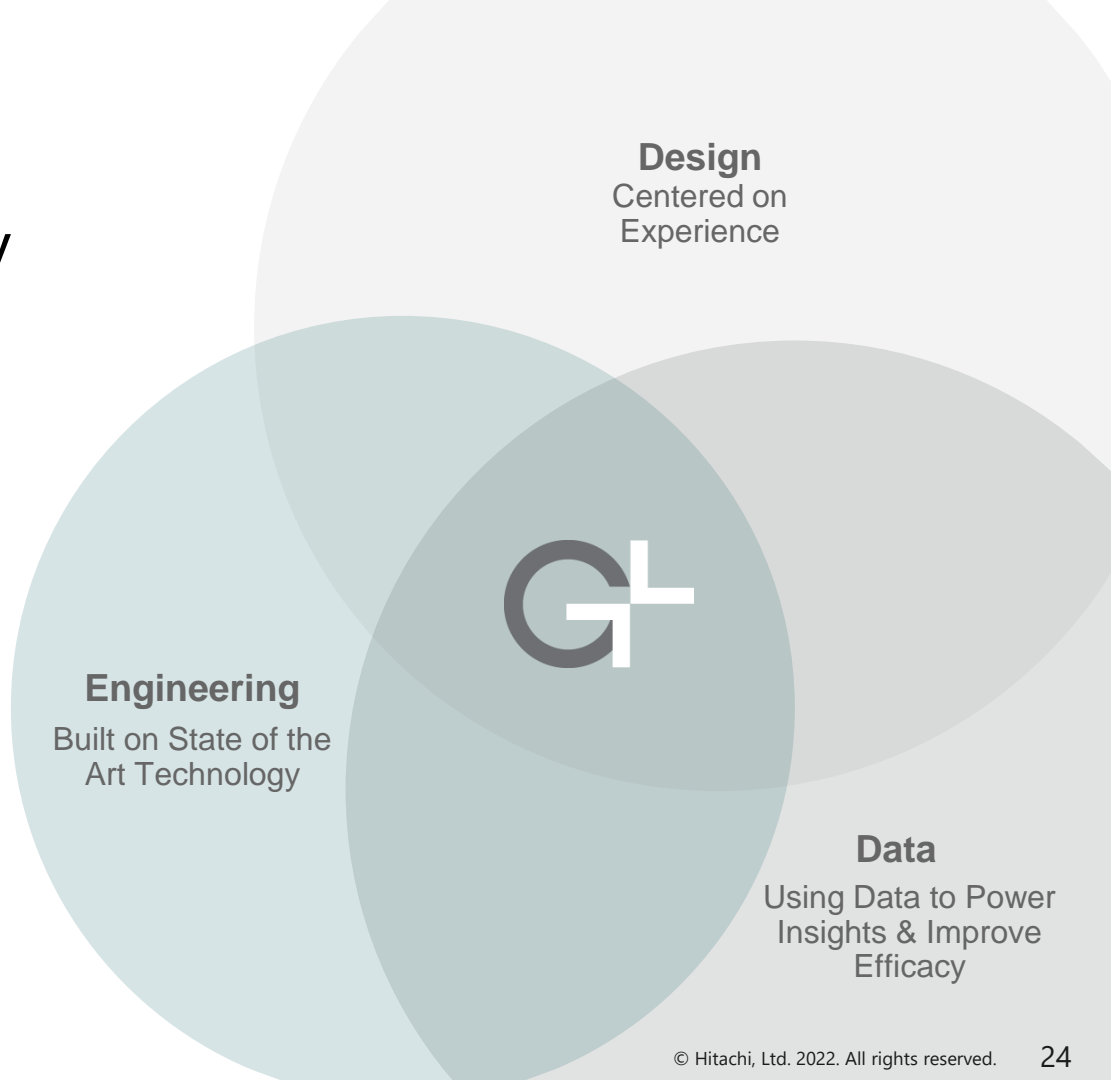 Design
Centered on
Experience
Engineering
Built on State of the
Art Technology
Data
Using Data to Power
Insights & Improve
Efficacy
© Hitachi, Ltd. 2022. All rights reserved. 24